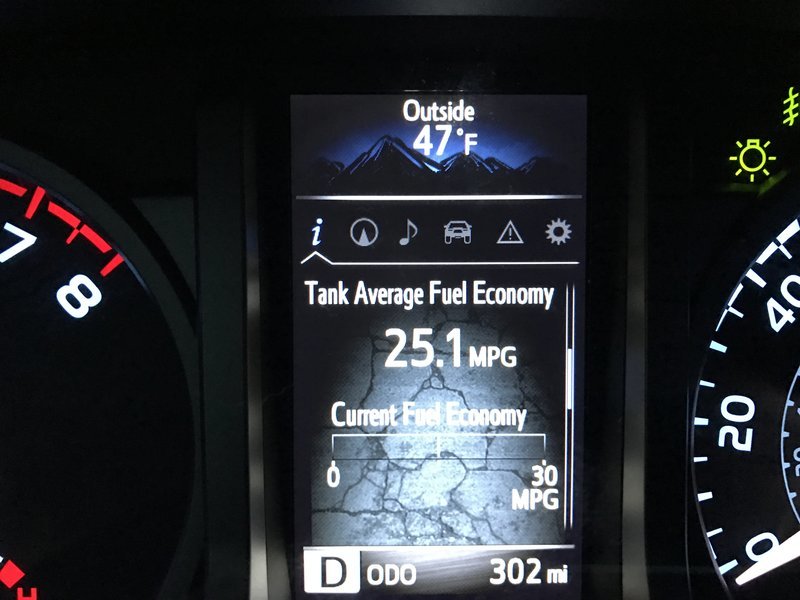 Outside
47°F
i
7
8
Tank Average Fuel Economy
25.1 MPG
Current Fuel Economy
0 30
MPG
D ODO 302 mi
H
40
20
0